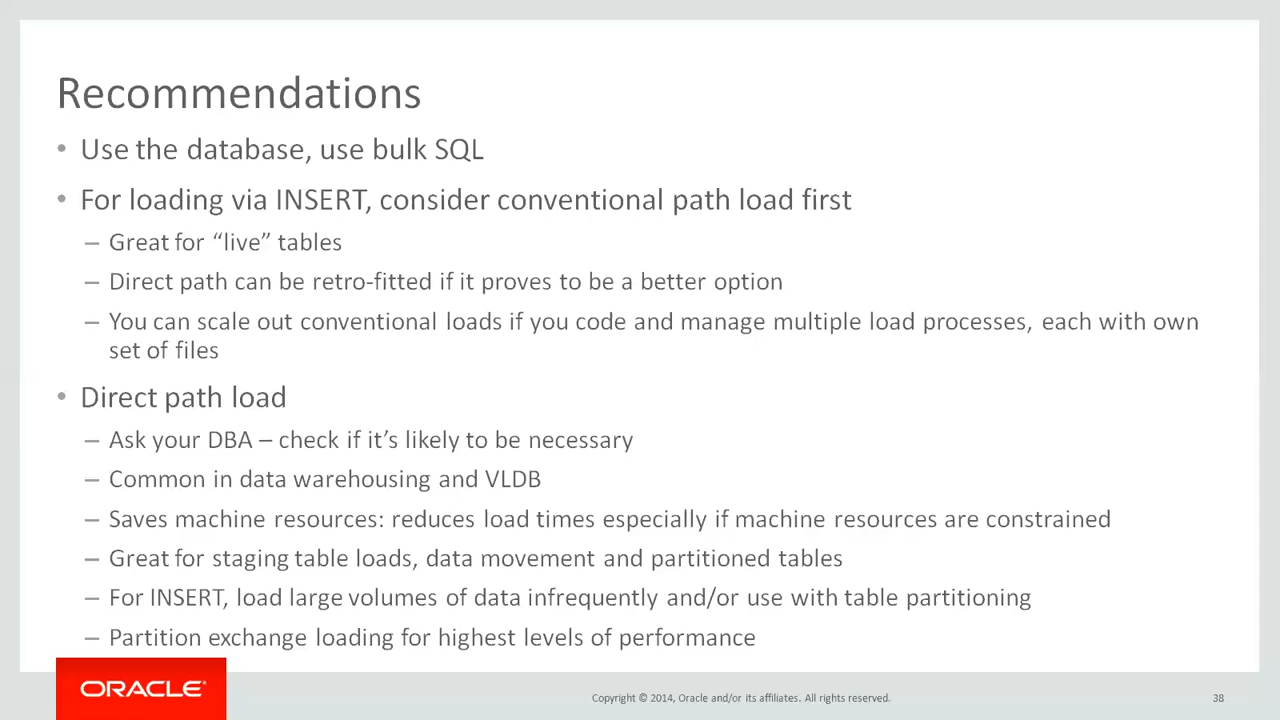 Recommendations
• Use the database, use bulk SQL
• For loading via INSERT, consider conventional path load first
– Great for “live” tables
– Direct path can be retro-fitted if it proves to be a better option
– You can scale out conventional loads if you code and manage multiple load processes, each with own
set of files
• Direct path load
– Ask your DBA – check if it’s likely to be necessary
– Common in data warehousing and VLDB
– Saves machine resources: reduces load times especially if machine resources are constrained
– Great for staging table loads, data movement and partitioned tables
– For INSERT, load large volumes of data infrequently and/or use with table partitioning
– Partition exchange loading for highest levels of performance
ORACLE®
Copyright © 2014, Oracle and/or its affiliates. All rights reserved.
38